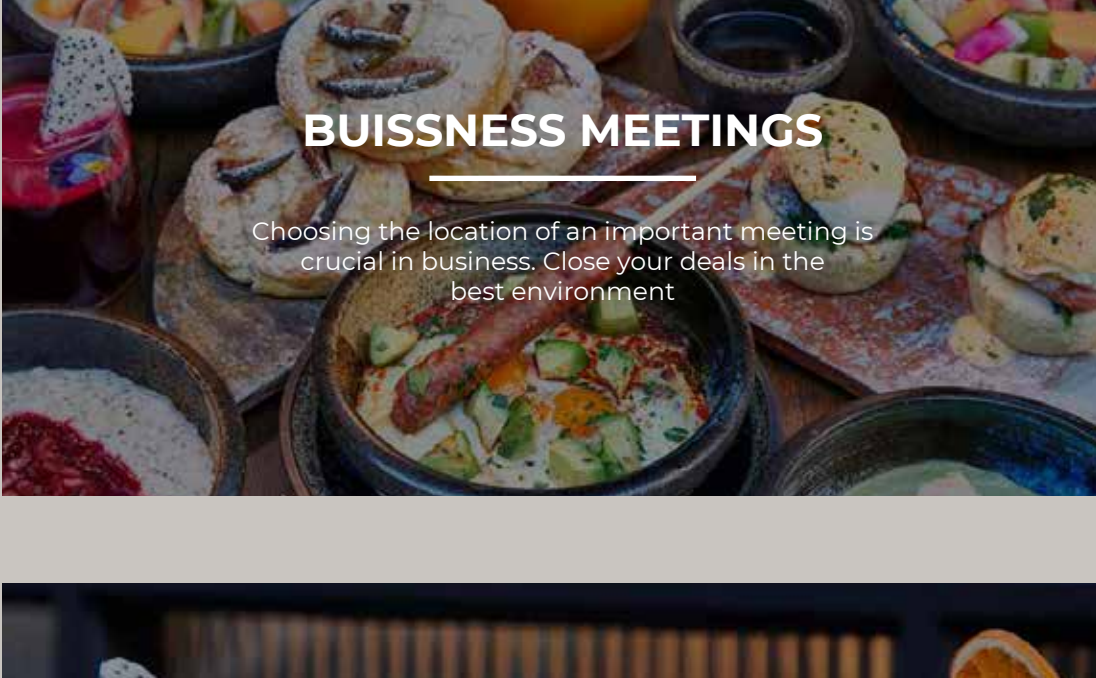 BUISSNESS MEETINGS
Choosing the location of an important meeting is
crucial in business. Close your deals in the
best environment